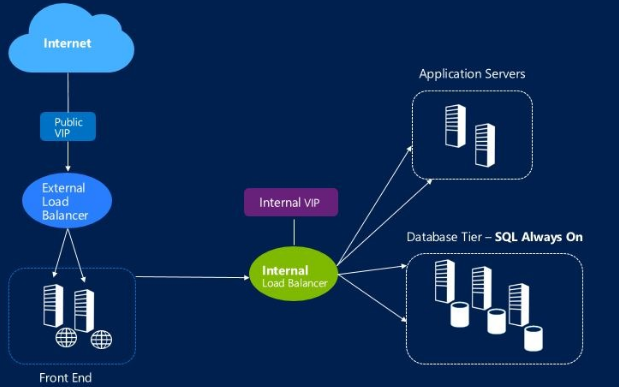 Internet
Public
VIP
External
Load
Balancer
Front End
Internal VIP
Internal
Load Balancer
Application Servers
Database Tier – SQL Always On